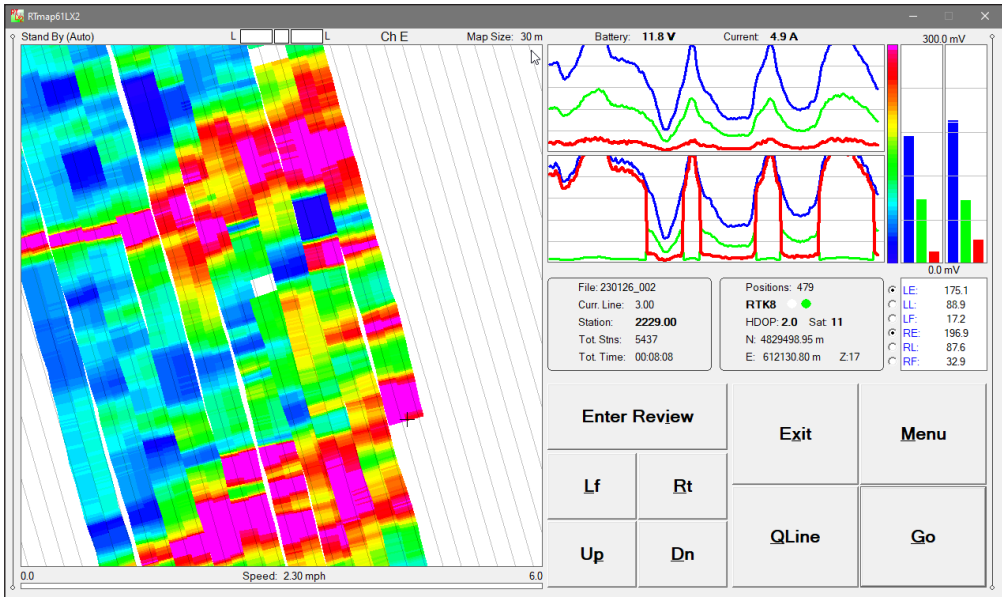 RTmap61LX2
Stand By (Auto) L L Ch E Map Size: 30 m
Battery: 11.8 V Current: 4.9 A
300.0 mV
0.0 mV
File: 230126_002
Curr. Line: 3.00
Station: 2229.00
Tot. Stns: 5437
Tot. Time: 00:08:08
Positions: 479
RTK8
HDOP: 2.0 Sat: 11
N: 4829498.95 m
E: 612130.80 m Z:17
LE: 175.1
LL: 88.9
LF: 17.2
RE: 196.9
RL: 87.6
RF: 32.9
Enter Review
Exit
Menu
Lf
Rt
Up
Dn
QLine
Go
0.0 Speed: 2.30 mph 6.0